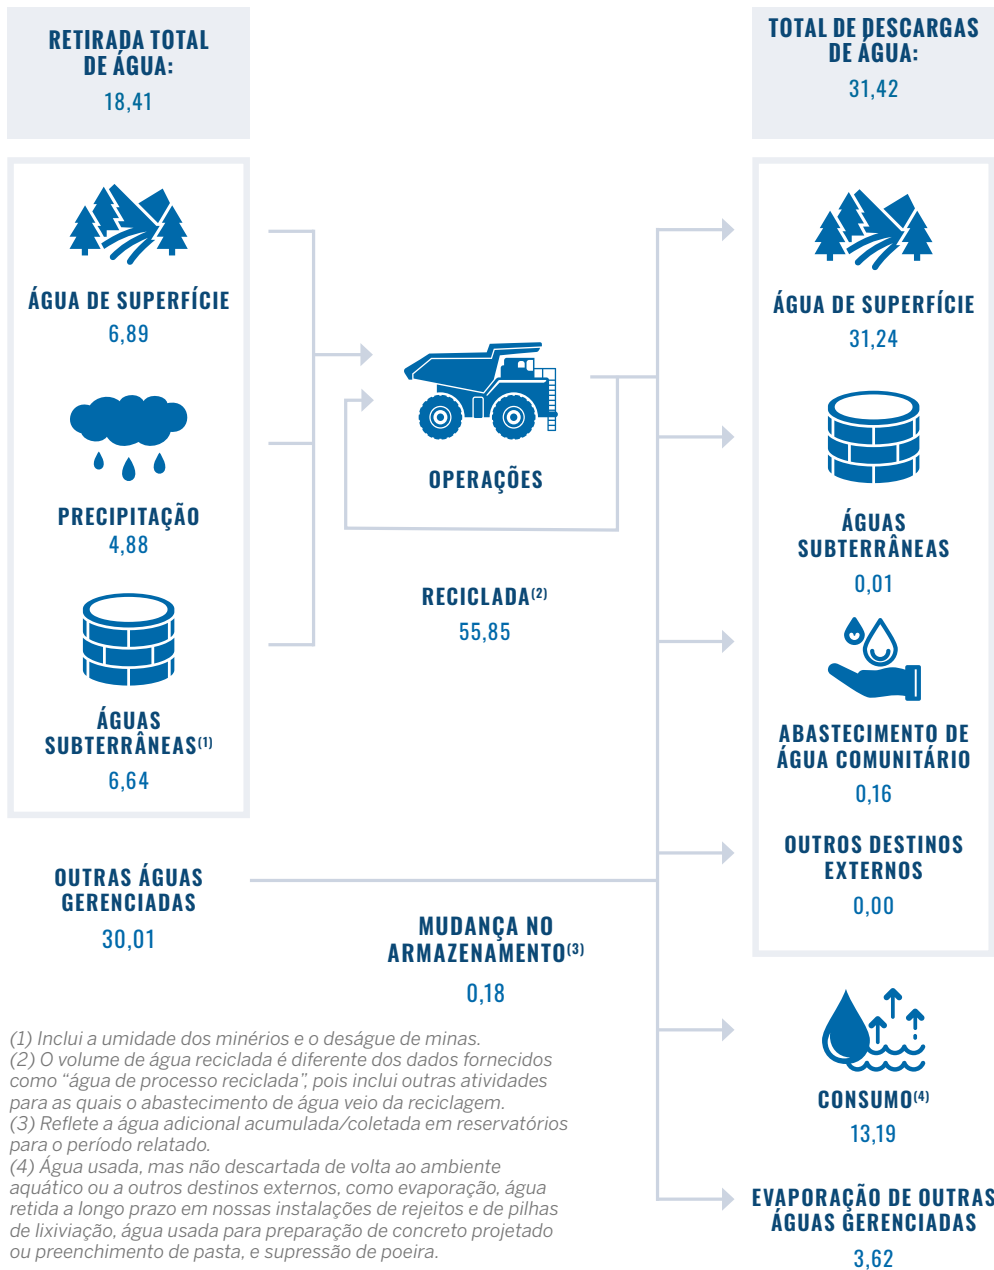 RETIRADA TOTAL
DE ÁGUA:
18,41
ÁGUA DE SUPERFÍCIE
6,89
PRECIPITAÇÃO
4,88
ÁGUAS
SUBTERRÂNEAS(1)
6,64
OUTRAS ÁGUAS
GERENCIADAS
30,01
OPERAÇÕES
RECICLADA(2)
55,85
MUDANÇA NO
ARMAZENAMENTO(3)
0,18
TOTAL DE DESCARGAS
DE ÁGUA:
31,42
ÁGUA DE SUPERFÍCIE
31,24
ÁGUAS
SUBTERRÂNEAS
0,01
ABASTECIMENTO DE
ÁGUA COMUNITÁRIO
0,16
OUTROS DESTINOS
EXTERNOS
0,00
CONSUMO(4)
13,19
EVAPORAÇÃO DE OUTRAS
ÁGUAS GERENCIADAS
3,62
(1) Inclui a umidade dos minérios e o deságue de minas.
(2) O volume de água reciclada é diferente dos dados fornecidos
como “água de processo reciclada”, pois inclui outras atividades
para as quais o abastecimento de água veio da reciclagem.
(3) Reflete a água adicional acumulada/coletada em reservatórios
para o período relatado.
(4) Água usada, mas não descartada de volta ao ambiente
aquático ou a outros destinos externos, como evaporação, água
retida a longo prazo em nossas instalações de rejeitos e de pilhas
de lixiviação, água usada para preparação de concreto projetado
ou preenchimento de pasta, e supressão de poeira.